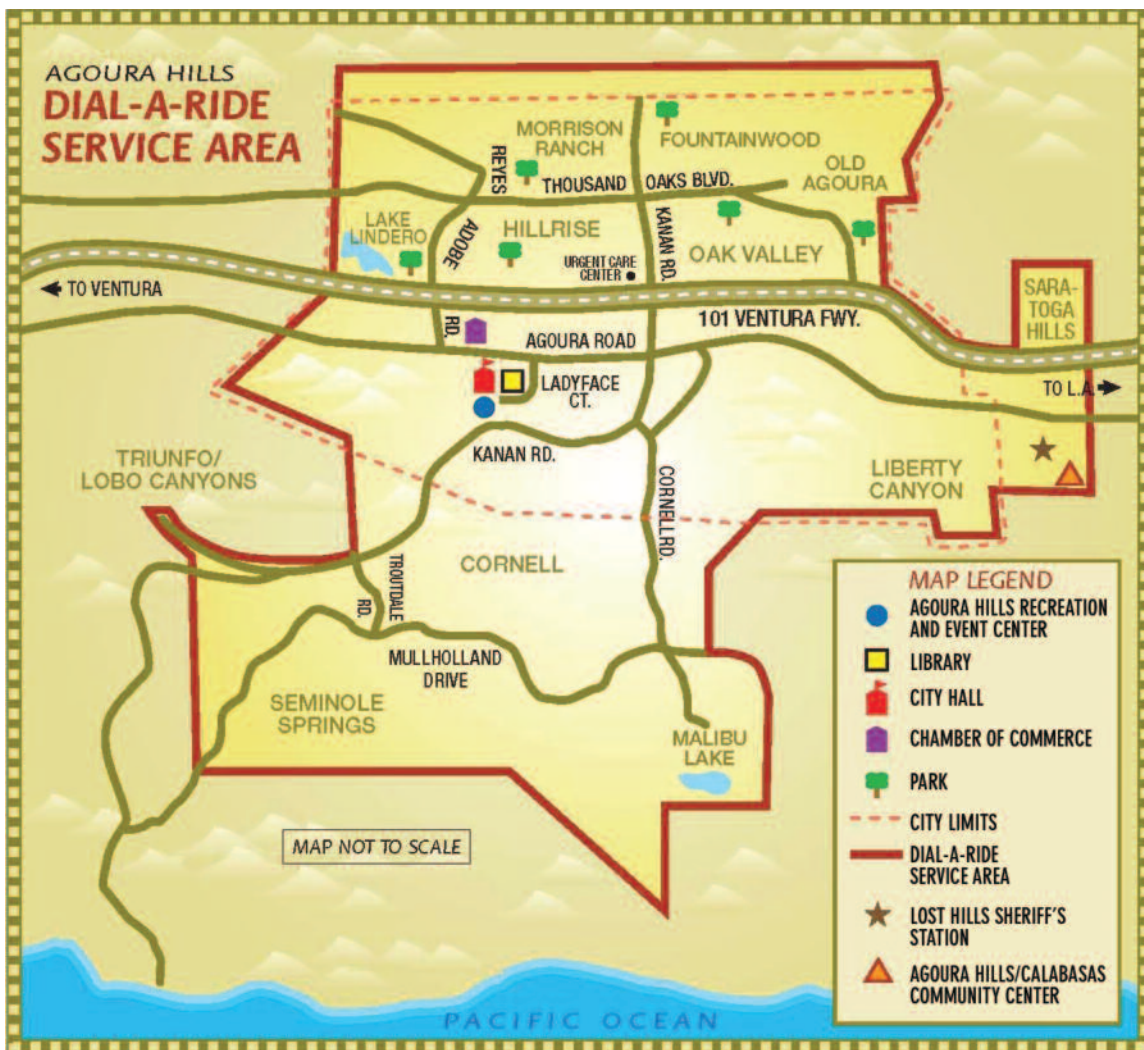 AGOURA HILLS
DIAL-A-RIDE
SERVICE AREA
MORRISON
RANCH
FOUNTAINWOOD
REYES
THOUSAND
OAKS BLVD.
OLD
AGOURA
LAKE
LINDERO
ADOBE
HILLRISE
KANAN RD.
OAK VALLEY
URGENT CARE
CENTER
TO VENTURA
RD.
AGOURA ROAD
101 VENTURA FWY.
SARA-
TOGA
HILLS
TO L.A.
LADYFACE
CT.
KANAN RD.
TRIUNFO/
LOBO CANYONS
CORNELL RD.
LIBERTY
CANYON
CORNELL
TROUTDALE
RD.
MULLHOLLAND
DRIVE
SEMINOLE
SPRINGS
MALIBU
LAKE
MAP NOT TO SCALE
MAP LEGEND
AGOURA HILLS RECREATION
AND EVENT CENTER
LIBRARY
CITY HALL
CHAMBER OF COMMERCE
PARK
CITY LIMITS
DIAL-A-RIDE
SERVICE AREA
LOST HILLS SHERIFF'S
STATION
AGOURA HILLS/CALABASAS
COMMUNITY CENTER
PACIFIC OCEAN